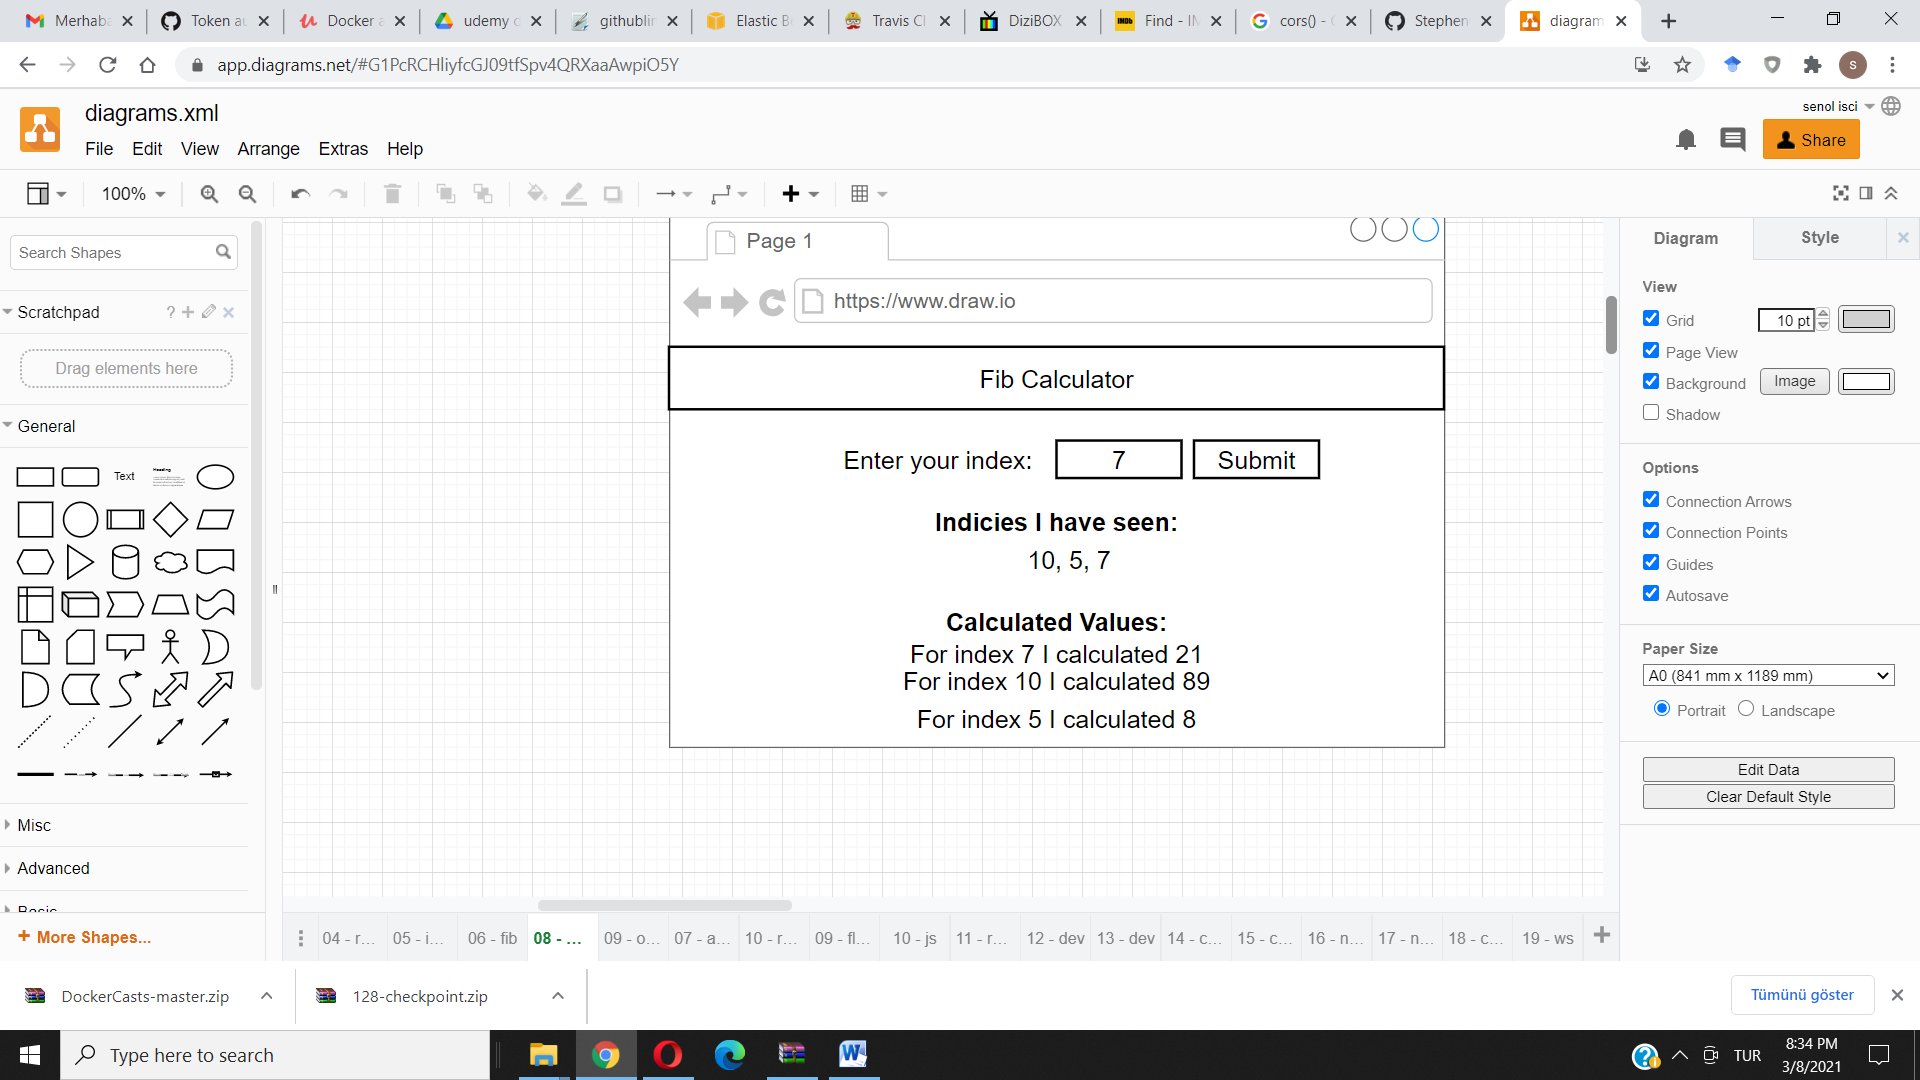 Merhaba
Token au
Docker a
udemy d
githublin
Elastic B
Travis CI
DiziBOX
Find - IM
cors() -
Stephen
diagram
app.diagrams.net/#G1PcRCHliyfcGJ09tfSpv4QRXaaAwpiO5Y
S
diagrams.xml
senol isci
File Edit View Arrange Extras Help
Share
100%
Search Shapes
Scratchpad
?
Drag elements here
General
Text
Heading
Misc
Advanced
Basic
+ More Shapes...
Page 1
https://www.draw.io
Fib Calculator
Enter your index: 7 Submit
Indicies I have seen:
10, 5, 7
Calculated Values:
For index 7 I calculated 21
For index 10 I calculated 89
For index 5 I calculated 8
Diagram Style
View
Grid 10 pt
Page View
Background Image
Shadow
Options
Connection Arrows
Connection Points
Guides
Autosave
Paper Size
A0 (841 mm x 1189 mm)
Portrait Landscape
Edit Data
Clear Default Style
04 - r... 05 - i... 06 - fib 08 - ... 09 - o... 07 - a... 10 - r... 09 - fl... 10 - js 11 - r... 12 - dev 13 - dev 14 - c... 15 - c... 16 - n... 17 - n... 18 - c... 19 - ws
DockerCasts-master.zip
128-checkpoint.zip
Tümünü göster
Type here to search
TUR
8:34 PM
3/8/2021